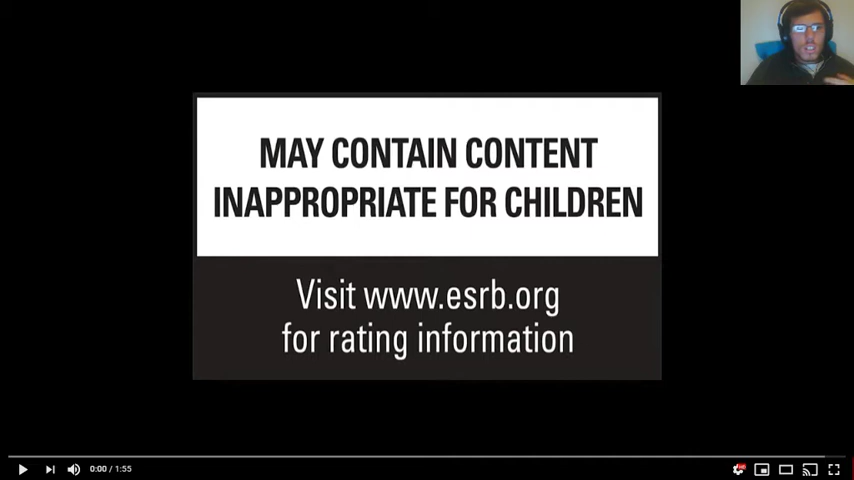 MAY CONTAIN CONTENT
INAPPROPRIATE FOR CHILDREN
Visit www.esrb.org
for rating information
0:00 / 1:55